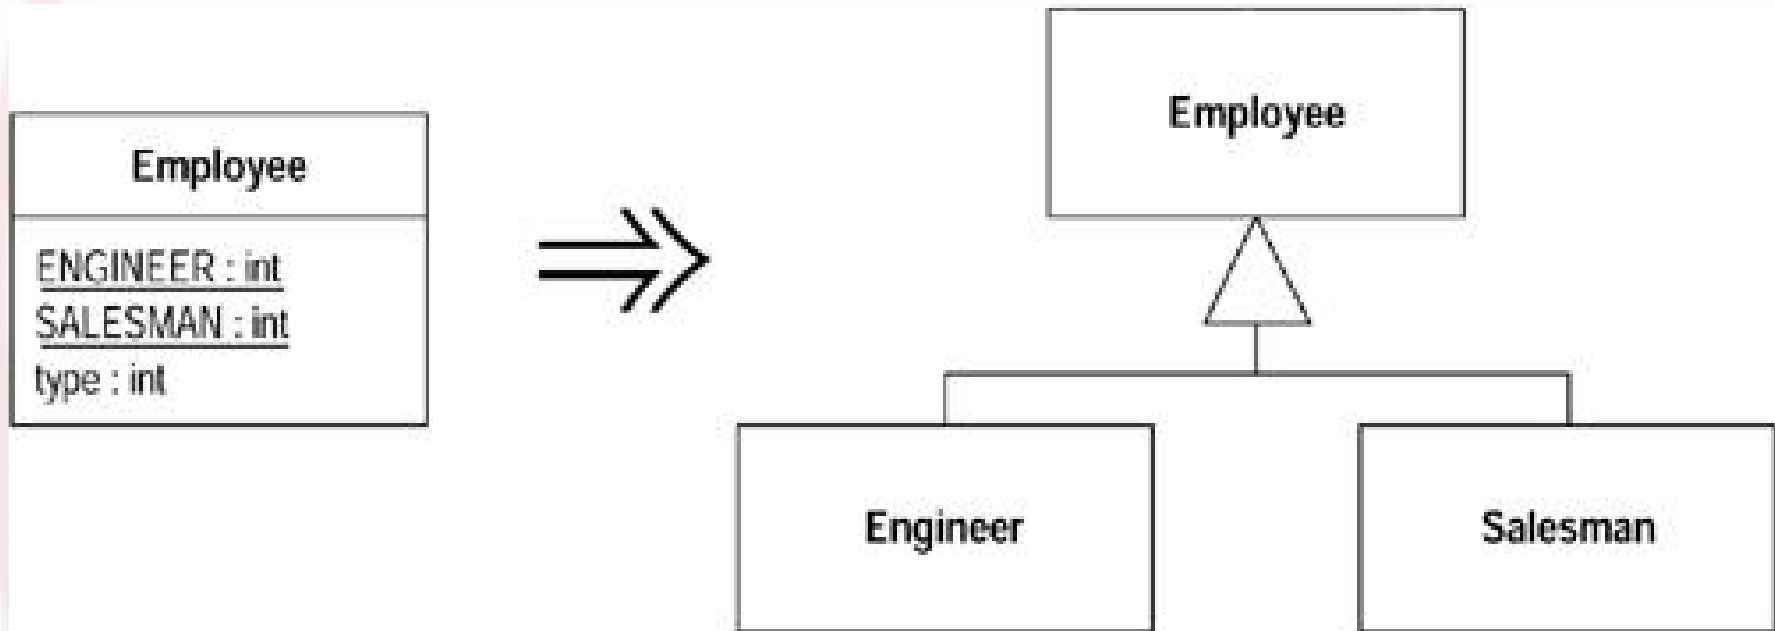 Employee
ENGINEER : int
SALESMAN : int
type : int
Employee
Engineer
Salesman